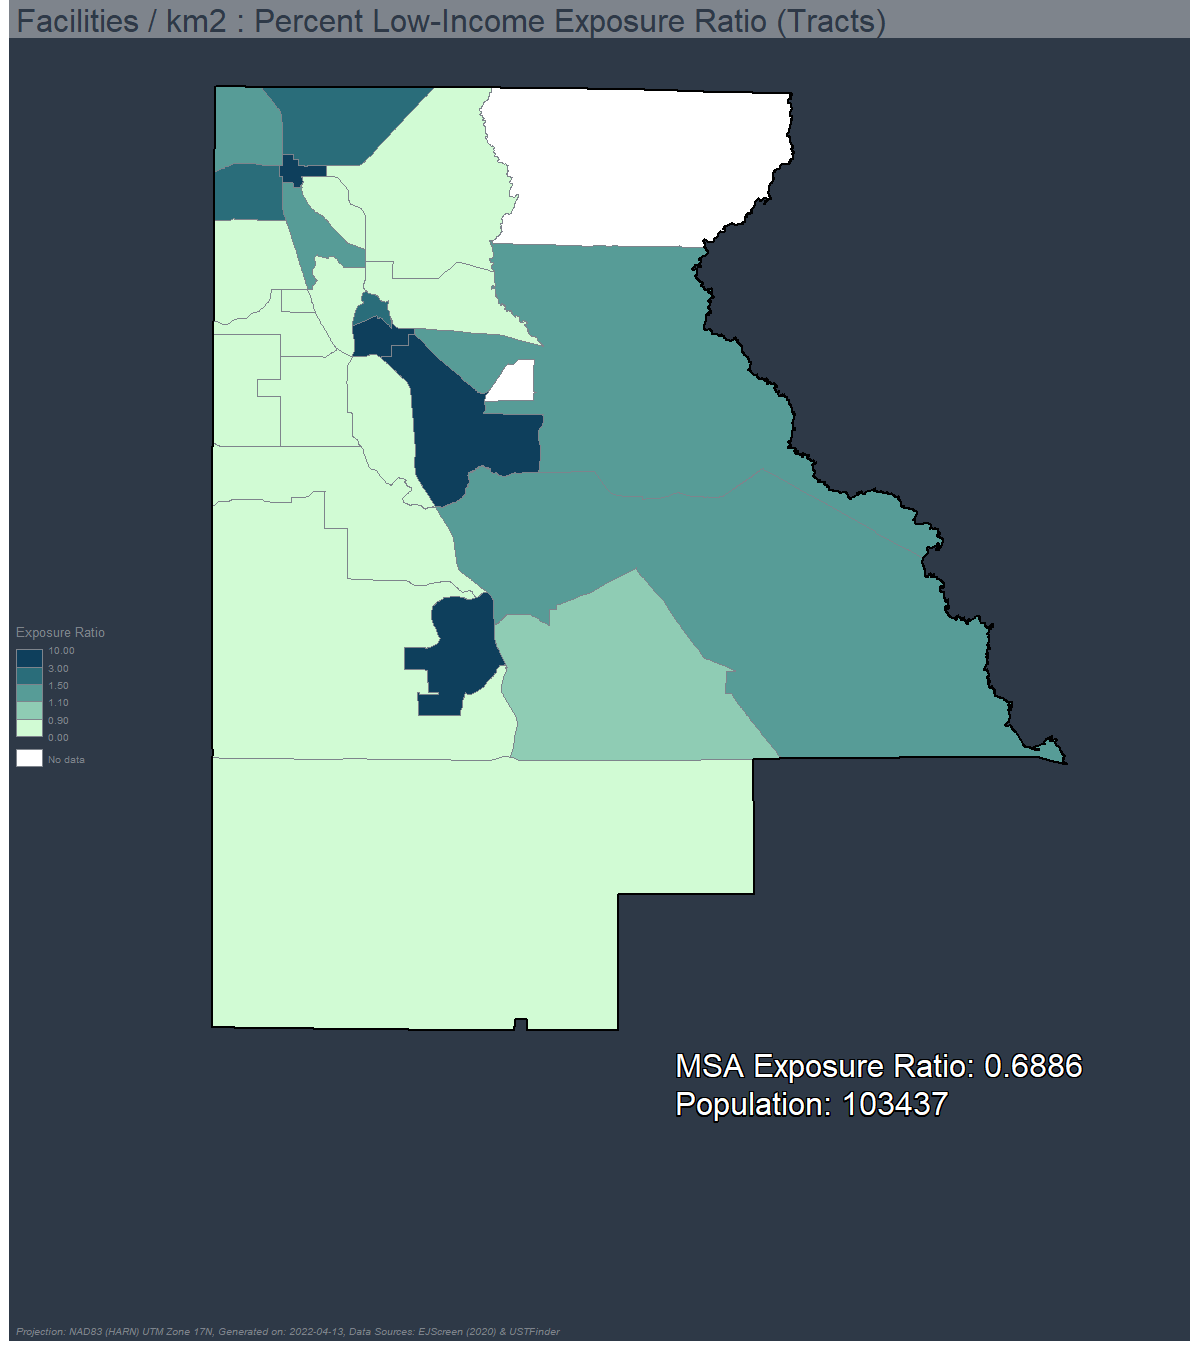 Facilities / km2 : Percent Low-Income Exposure Ratio (Tracts)
Exposure Ratio
10.00
3.00
1.50
1.10
0.90
0.00
No data
MSA Exposure Ratio: 0.6886
Population: 103437
Projection: NAD83 (HARN) UTM Zone 17N, Generated on: 2022-04-13, Data Sources: EJScreen (2020) & USTFinder